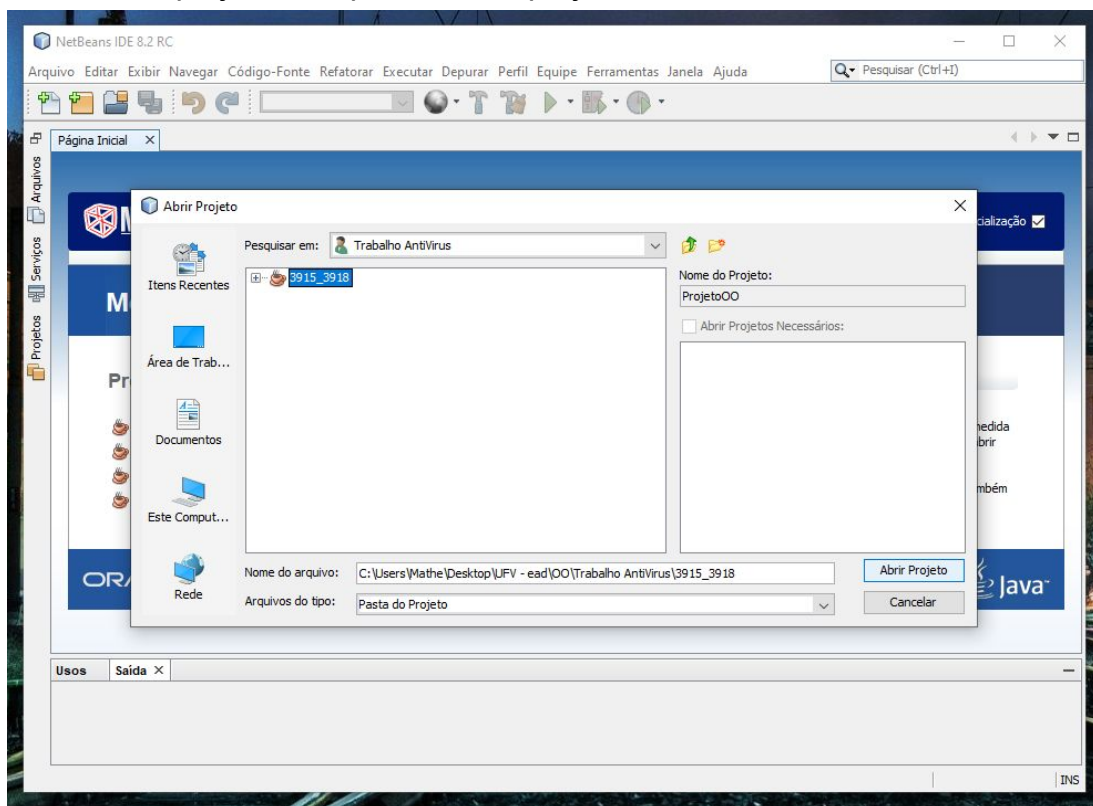 NetBeans IDE 8.2 RC
Arquivo Editar Exibir Navegar Código-Fonte Refatorar Executar Depurar Perfil Equipe Ferramentas Janela Ajuda
Pesquisar (Ctrl+I)
Página Inicial
Arquivos
Serviços
Projetos
Abrir Projeto
cialização
Pesquisar em: Trabalho AntiVirus
Itens Recentes
Área de Trab...
Documentos
Este Comput...
Rede
3915_3918
Nome do Projeto:
ProjetoOO
Abrir Projetos Necessários:
M
Pr
edida
brir
mbém
Nome do arquivo: C:\Users\Mathe\Desktop\UFV - ead\OO\Trabalho AntiVirus\3915_3918
Abrir Projeto
Arquivos do tipo: Pasta do Projeto
Cancelar
OR
Java
Usos Saída
INS